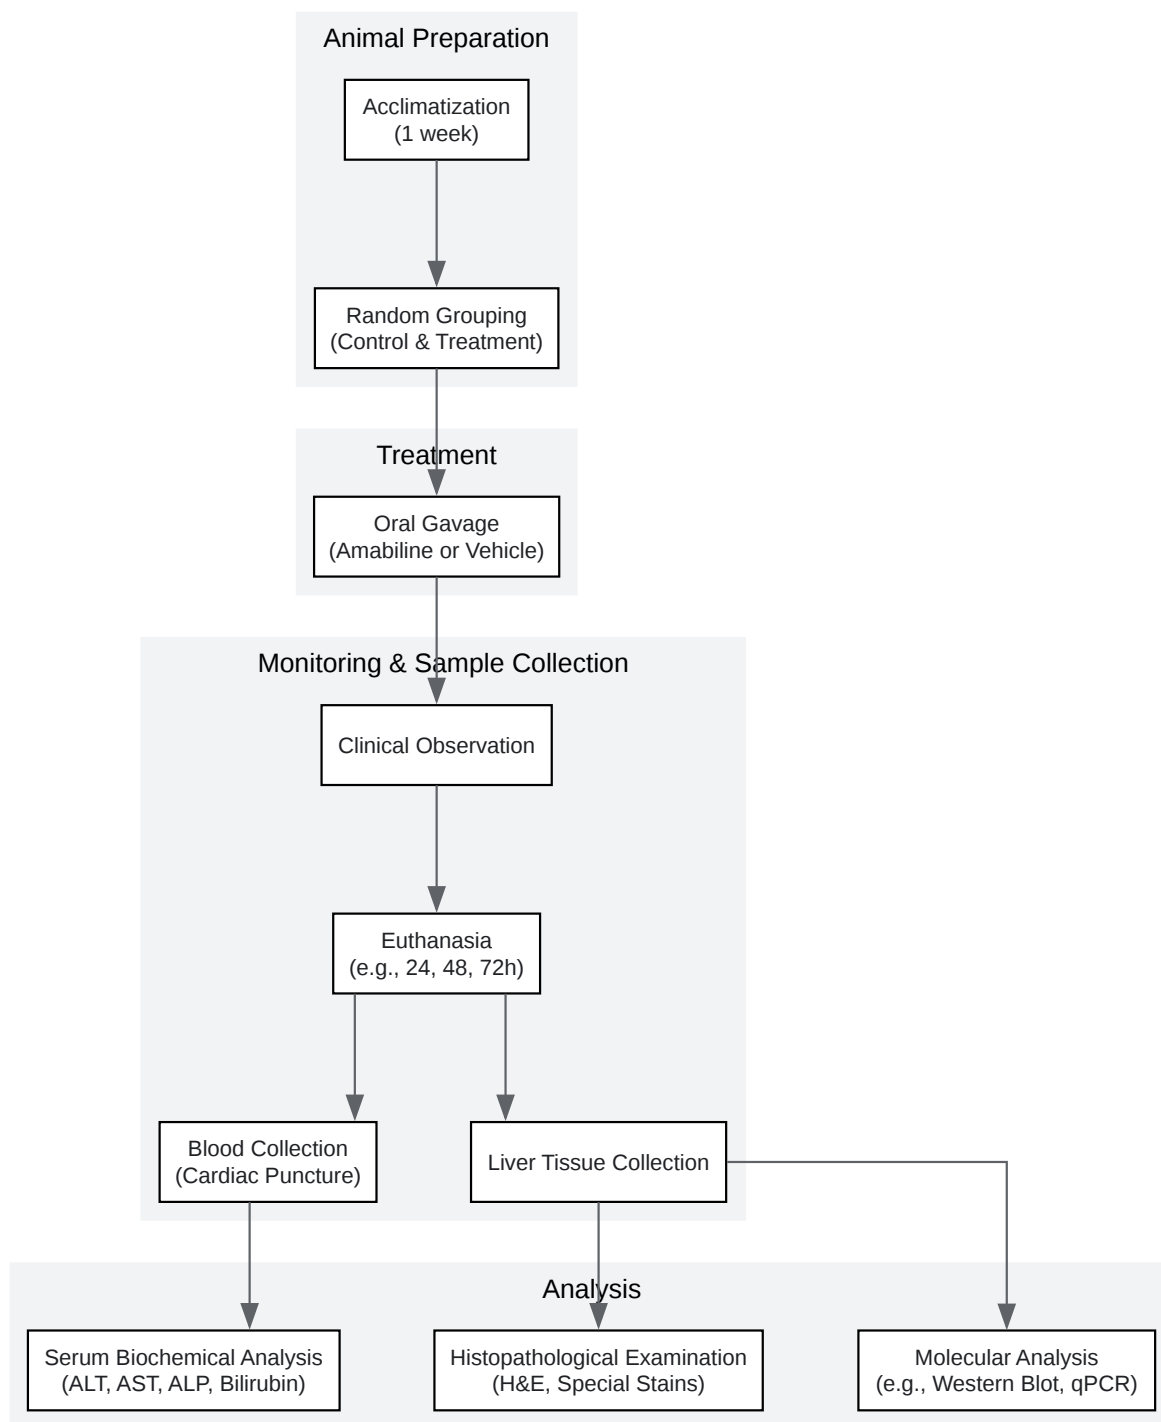 Animal Preparation
Acclimatization
(1 week)
Random Grouping
(Control & Treatment)
Treatment
Oral Gavage
(Amabiline or Vehicle)
Monitoring & Sample Collection
Clinical Observation
Euthanasia
(e.g., 24, 48, 72h)
Blood Collection
(Cardiac Puncture)
Liver Tissue Collection
Analysis
Serum Biochemical Analysis
(ALT, AST, ALP, Bilirubin)
Histopathological Examination
(H&E, Special Stains)
Molecular Analysis
(e.g., Western Blot, qPCR)